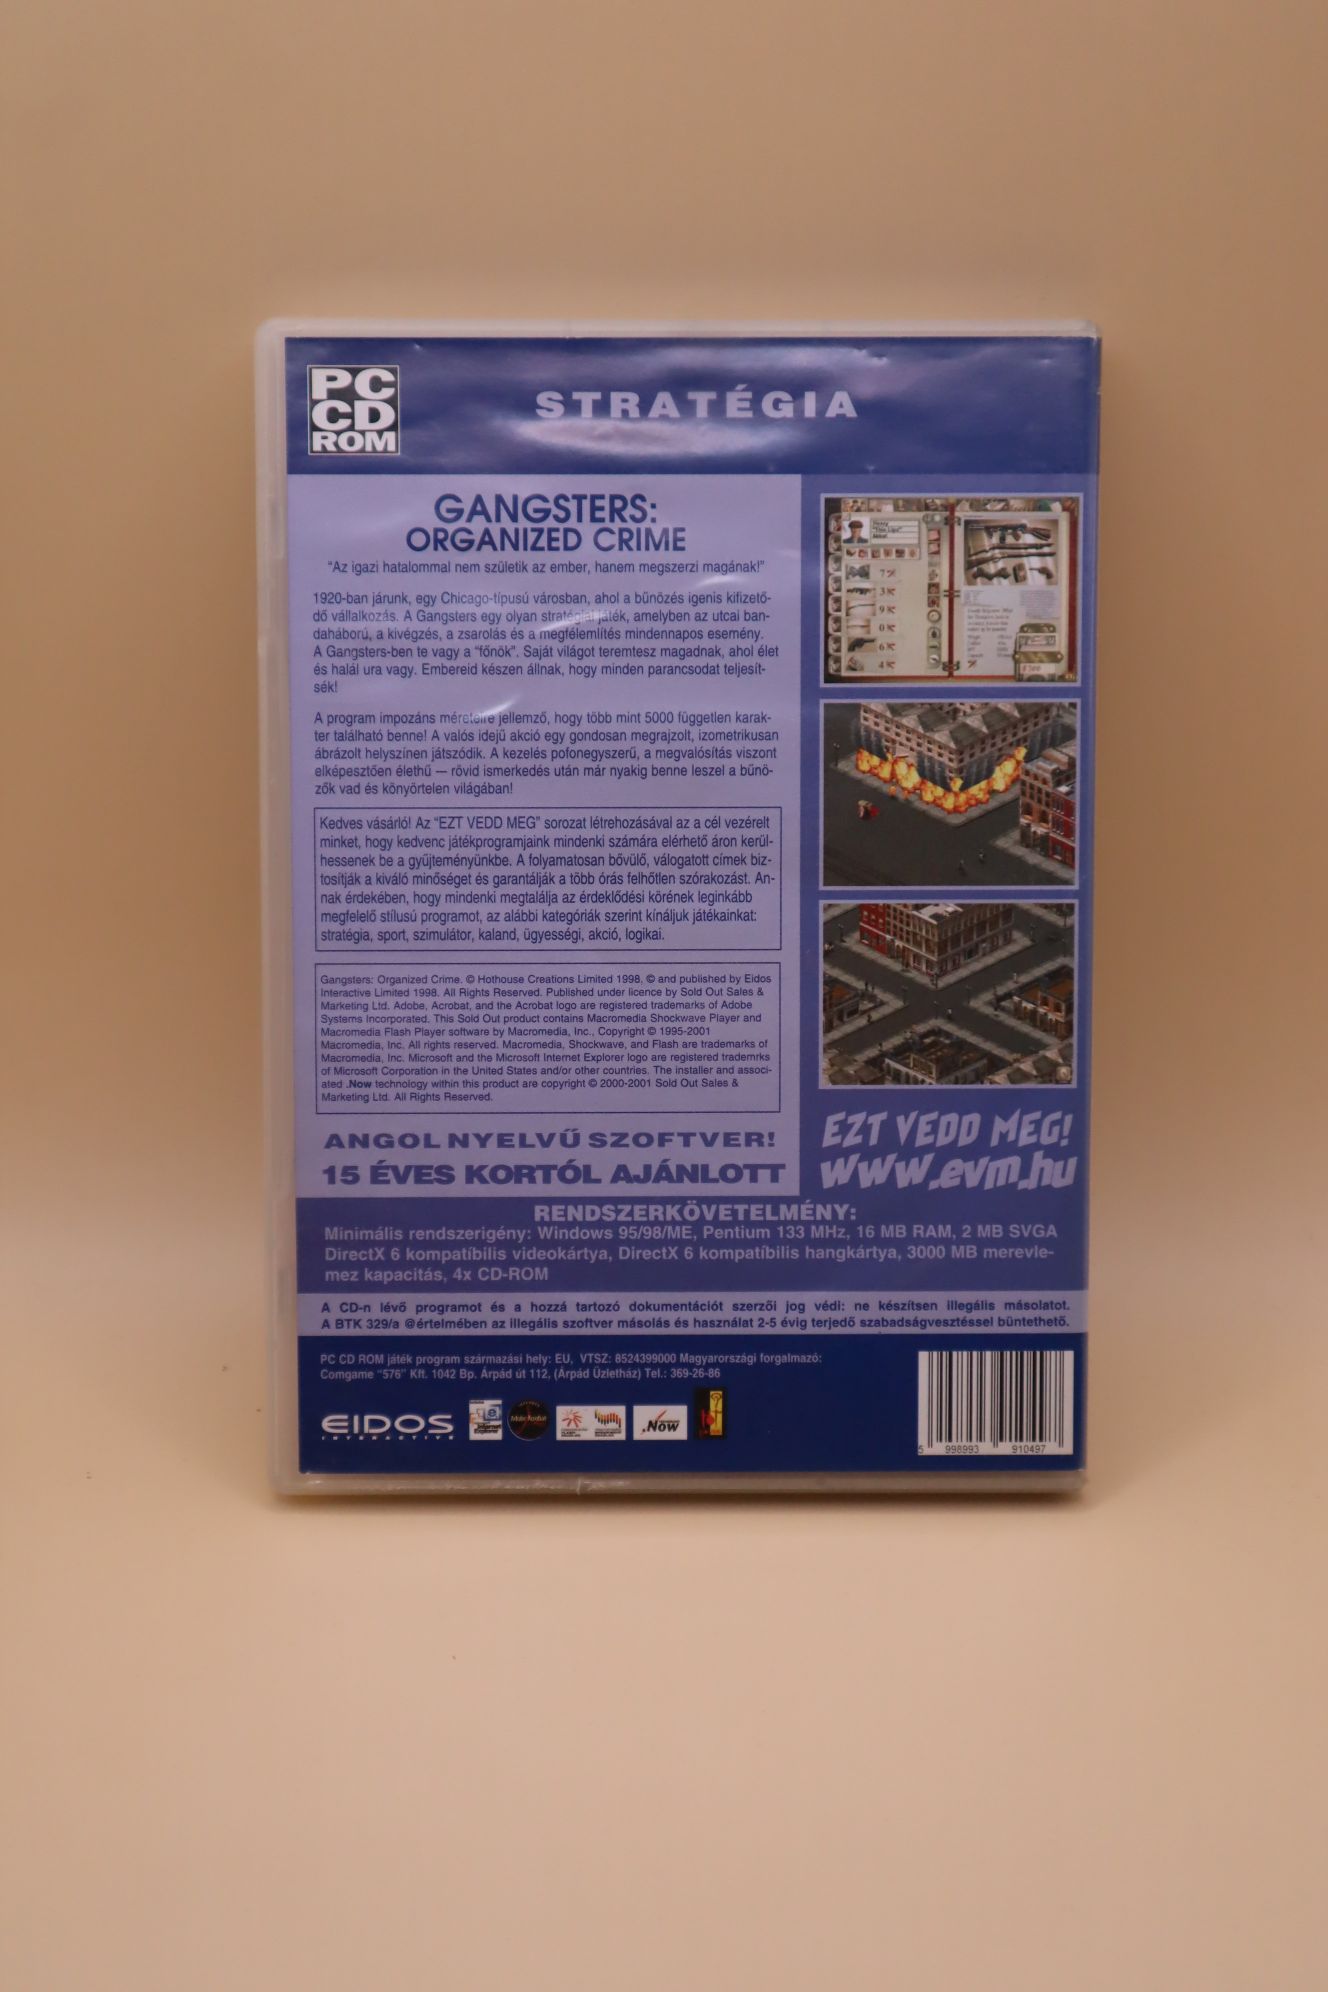 PC
CD
ROM
STRATÉGIA
GANGSTERS:
ORGANIZED CRIME
"Az igazi hatalommal nem születik az ember, hanem megszerzi magának!"
1920-ban járunk, egy Chicago-típusú városban, ahol a bűnözés igenis kifizető-
dő vállalkozás. A Gangsters egy olyan stratégiai játék, amelyben az utcai ban-
daháború, a kivégzés, a zsarolás és a megfélemlítés mindennapos esemény.
A Gangsters-ben te vagy a "főnök". Saját világot teremtesz magadnak, ahol élet
és halál ura vagy. Embereid készen állnak, hogy minden parancsodat teljesít-
sék!
A program impozáns méreteire jellemző, hogy több mint 5000 független karak-
ter található benne! A valós idejű akció egy gondosan megrajzolt, izometrikusan
ábrázolt helyszínen játszódik. A kezelés pofonegyszerű, a megvalósítás viszont
elképesztően élethű — rövid ismerkedés után már nyakig benne leszel a bűnö-
zők vad és könyörtelen világában!
Kedves vásárló! Az "EZT VEDD MEG" sorozat létrehozásával az a cél vezérelt
minket, hogy kedvenc játékprogramjaink mindenki számára elérhető áron kerül-
hessenek be a gyűjteményünkbe. A folyamatosan bővülő, válogatott címek biz-
tosítják a kiváló minőséget és garantálják a több órás felhőtlen szórakozást. An-
nak érdekében, hogy mindenki megtalálja az érdeklődési körének leginkább
megfelelő stílusú programot, az alábbi kategóriák szerint kínáljuk játékainkat:
stratégia, sport, szimulátor, kaland, ügyességi, akció, logikai.
Gangsters: Organized Crime. © Hothouse Creations Limited 1998, © and published by Eidos
Interactive Limited 1998. All Rights Reserved. Published under licence by Sold Out Sales &
Marketing Ltd. Adobe, Acrobat, and the Acrobat logo are registered trademarks of Adobe
Systems Incorporated. This Sold Out product contains Macromedia Shockwave Player and
Macromedia Flash Player software by Macromedia, Inc., Copyright © 1995-2001
Macromedia, Inc. All rights reserved. Macromedia, Shockwave, and Flash are trademarks of
Macromedia, Inc. Microsoft and the Microsoft Internet Explorer logo are registered trademrks
of Microsoft Corporation in the United States and/or other countries. The installer and associ-
ated .Now technology within this product are copyright © 2000-2001 Sold Out Sales &
Marketing Ltd. All Rights Reserved.
ANGOL NYELVŰ SZOFTVER!
15 ÉVES KORTÓL AJÁNLOTT
EZT VEDD MEG!
www.evm.hu
RENDSZERKÖVETELMÉNY:
Minimális rendszerigény: Windows 95/98/ME, Pentium 133 MHz, 16 MB RAM, 2 MB SVGA
DirectX 6 kompatíbilis videokártya, DirectX 6 kompatíbilis hangkártya, 3000 MB merevle-
mez kapacitás, 4x CD-ROM
A CD-n lévő programot és a hozzá tartozó dokumentációt szerzői jog védi: ne készítsen illegális másolatot.
A BTK 329/a @értelmében az illegális szoftver másolás és használat 2-5 évig terjedő szabadságvesztéssel büntethető.
PC CD ROM játék program származási hely: EU, VTSZ: 8524399000 Magyarországi forgalmazó:
Comgame "576" Kft. 1042 Bp. Árpád út 112, (Árpád Üzletház) Tel.: 369-26-86
EIDOS
INTERACTIVE
.Now
5 998993 910497